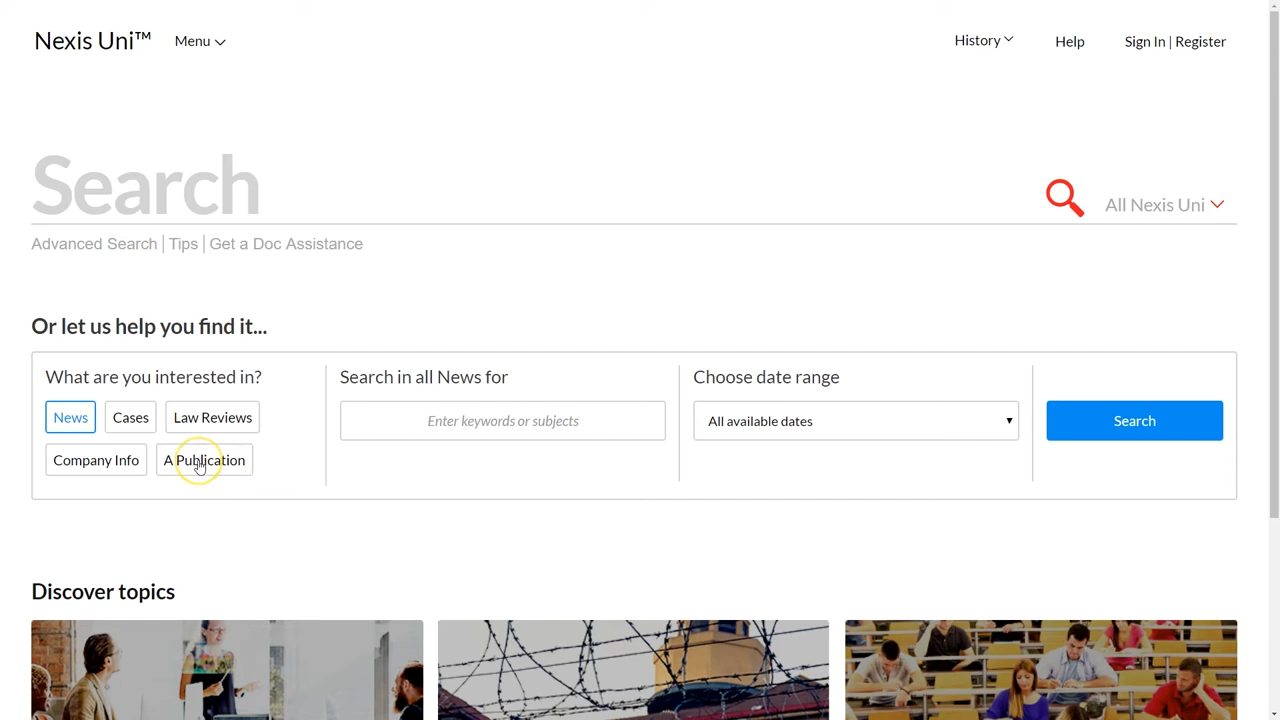 Nexis Uni™ Menu History Help Sign In | Register
Search All Nexis Uni
Advanced Search | Tips | Get a Doc Assistance
Or let us help you find it...
What are you interested in?
News Cases Law Reviews
Company Info A Publication
Search in all News for
Enter keywords or subjects
Choose date range
All available dates
Search
Discover topics